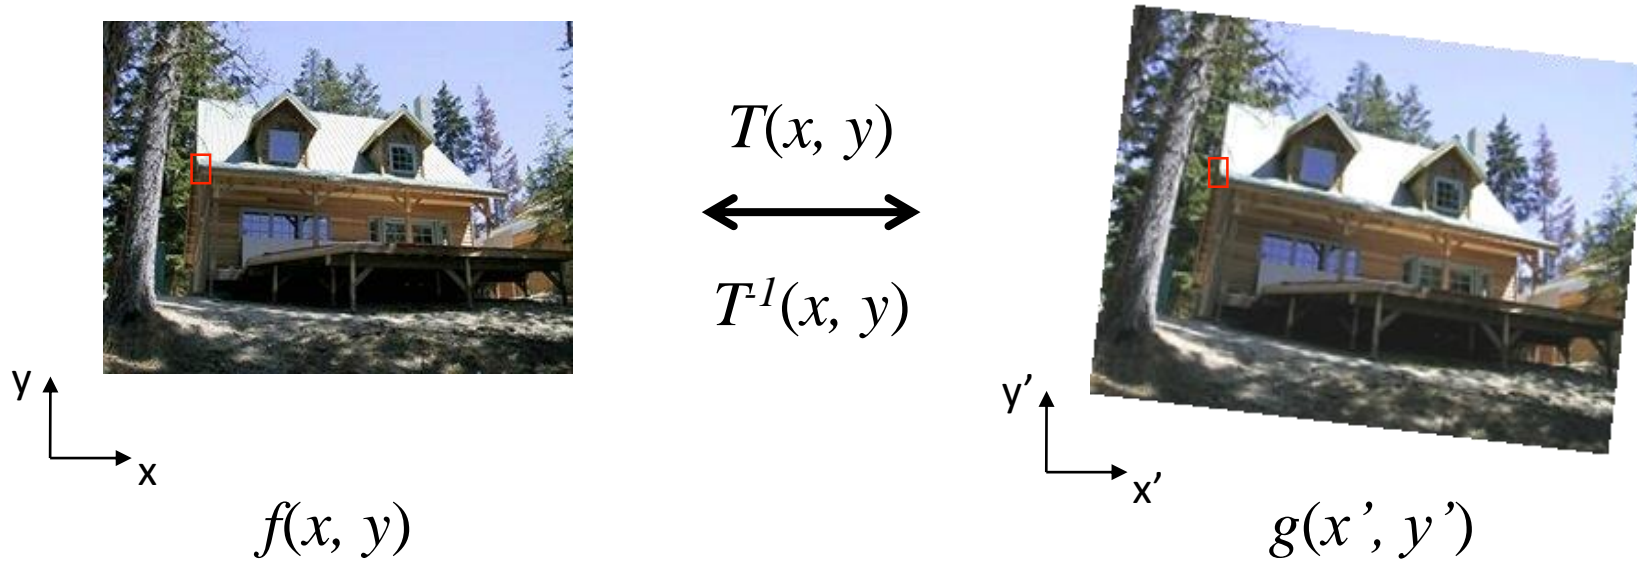 T(x, y)
T⁻¹(x, y)
y
x
f(x, y)
y’
x’
g(x’, y’)